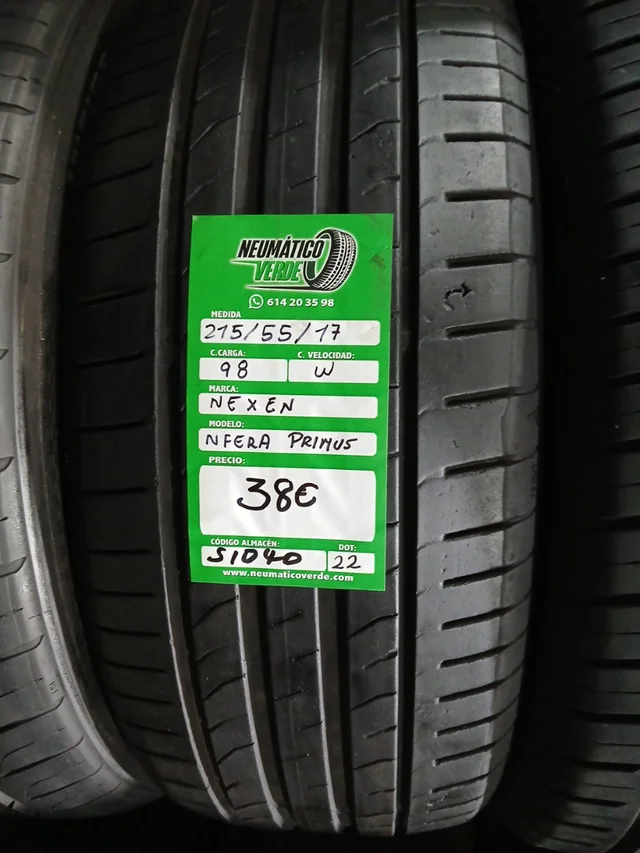 NEUMÁTICO
VERDE
614 20 35 98
MEDIDA
215/55/17
C.CARGA: C. VELOCIDAD:
98 W
MARCA:
NEXEN
MODELO:
NFERA PRIMUS
PRECIO:
38€
CÓDIGO ALMACÉN: DOT:
S1040 22
www.neumaticoverde.com